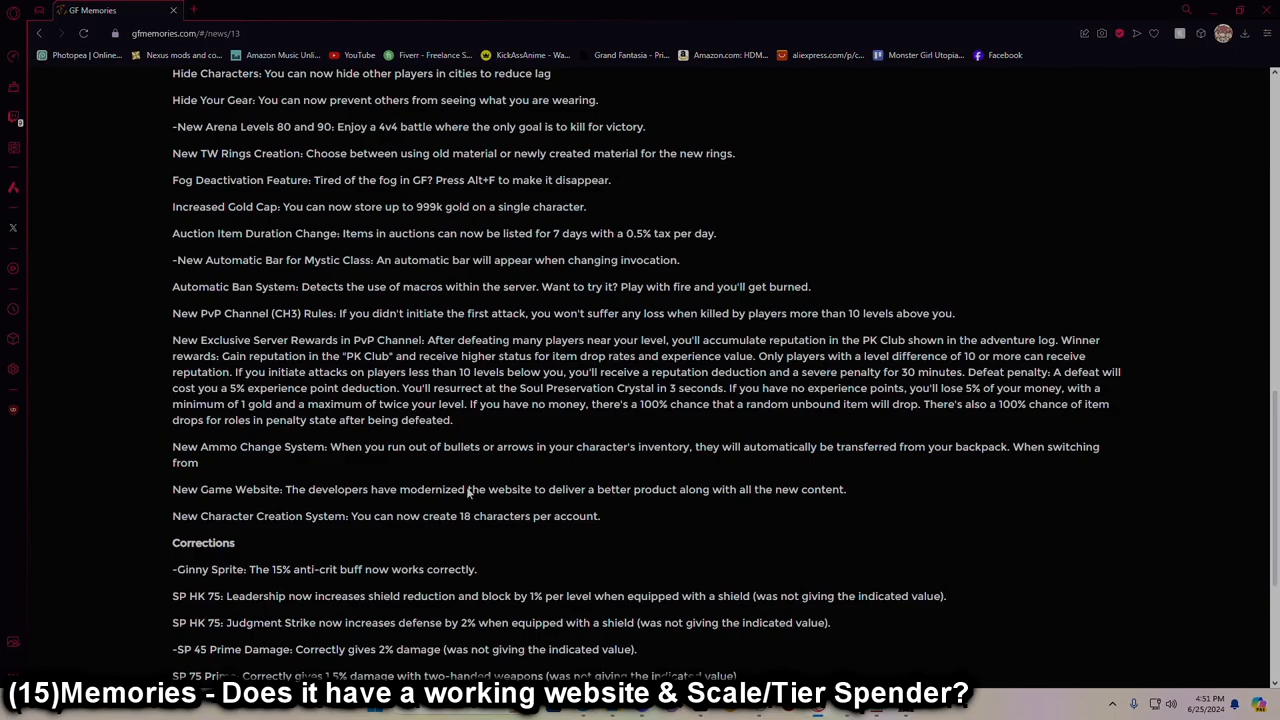 GF Memories
gfmemories.com/#/news/13
Photopea | Online...
Nexus mods and co...
Amazon Music Unli...
YouTube
Fiverr - Freelance S...
KickAssAnime - W...
Grand Fantasia - Pri...
Amazon.com: HDM...
aliexpress.com/p/c...
Monster Girl Utopia...
Facebook
Hide Characters: You can now hide other players in cities to reduce lag
Hide Your Gear: You can now prevent others from seeing what you are wearing.
-New Arena Levels 80 and 90: Enjoy a 4v4 battle where the only goal is to kill for victory.
New TW Rings Creation: Choose between using old material or newly created material for the new rings.
Fog Deactivation Feature: Tired of the fog in GF? Press Alt+F to make it disappear.
Increased Gold Cap: You can now store up to 999k gold on a single character.
Auction Item Duration Change: Items in auctions can now be listed for 7 days with a 0.5% tax per day.
-New Automatic Bar for Mystic Class: An automatic bar will appear when changing invocation.
Automatic Ban System: Detects the use of macros within the server. Want to try it? Play with fire and you'll get burned.
New PvP Channel (CH3) Rules: If you didn't initiate the first attack, you won't suffer any loss when killed by players more than 10 levels above you.
New Exclusive Server Rewards in PvP Channel: After defeating many players near your level, you'll accumulate reputation in the PK Club shown in the adventure log. Winner
rewards: Gain reputation in the "PK Club" and receive higher status for item drop rates and experience value. Only players with a level difference of 10 or more can receive
reputation. If you initiate attacks on players less than 10 levels below you, you'll receive a reputation deduction and a severe penalty for 30 minutes. Defeat penalty: A defeat will
cost you a 5% experience point deduction. You'll resurrect at the Soul Preservation Crystal in 3 seconds. If you have no experience points, you'll lose 5% of your money, with a
minimum of 1 gold and a maximum of twice your level. If you have no money, there's a 100% chance that a random unbound item will drop. There's also a 100% chance of item
drops for roles in penalty state after being defeated.
New Ammo Change System: When you run out of bullets or arrows in your character's inventory, they will automatically be transferred from your backpack. When switching
from
New Game Website: The developers have modernized the website to deliver a better product along with all the new content.
New Character Creation System: You can now create 18 characters per account.
Corrections
-Ginny Sprite: The 15% anti-crit buff now works correctly.
SP HK 75: Leadership now increases shield reduction and block by 1% per level when equipped with a shield (was not giving the indicated value).
SP HK 75: Judgment Strike now increases defense by 2% when equipped with a shield (was not giving the indicated value).
-SP 45 Prime Damage: Correctly gives 2% damage (was not giving the indicated value).
SP 75 Prime: Correctly gives 1.5% damage with two-handed weapons (was not giving the indicated value)
(15)Memories - Does it have a working website & Scale/Tier Spender?
4:51 PM
6/25/2024